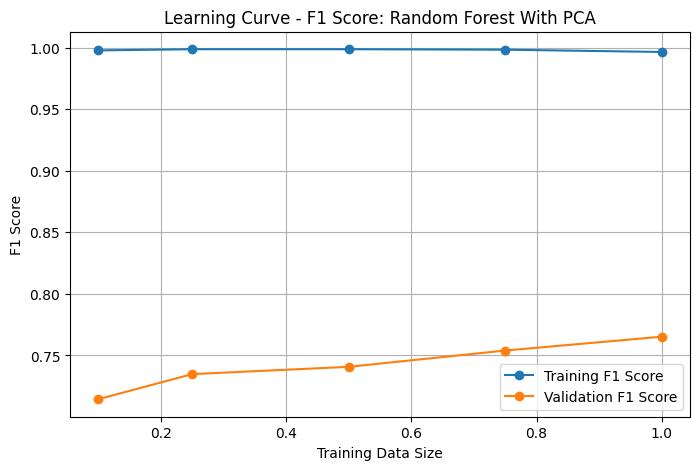 Learning Curve - F1 Score: Random Forest With PCA
1.00
0.95
0.90
0.85
0.80
0.75
F1 Score
0.2
0.4
0.6
0.8
1.0
Training Data Size
Training F1 Score
Validation F1 Score